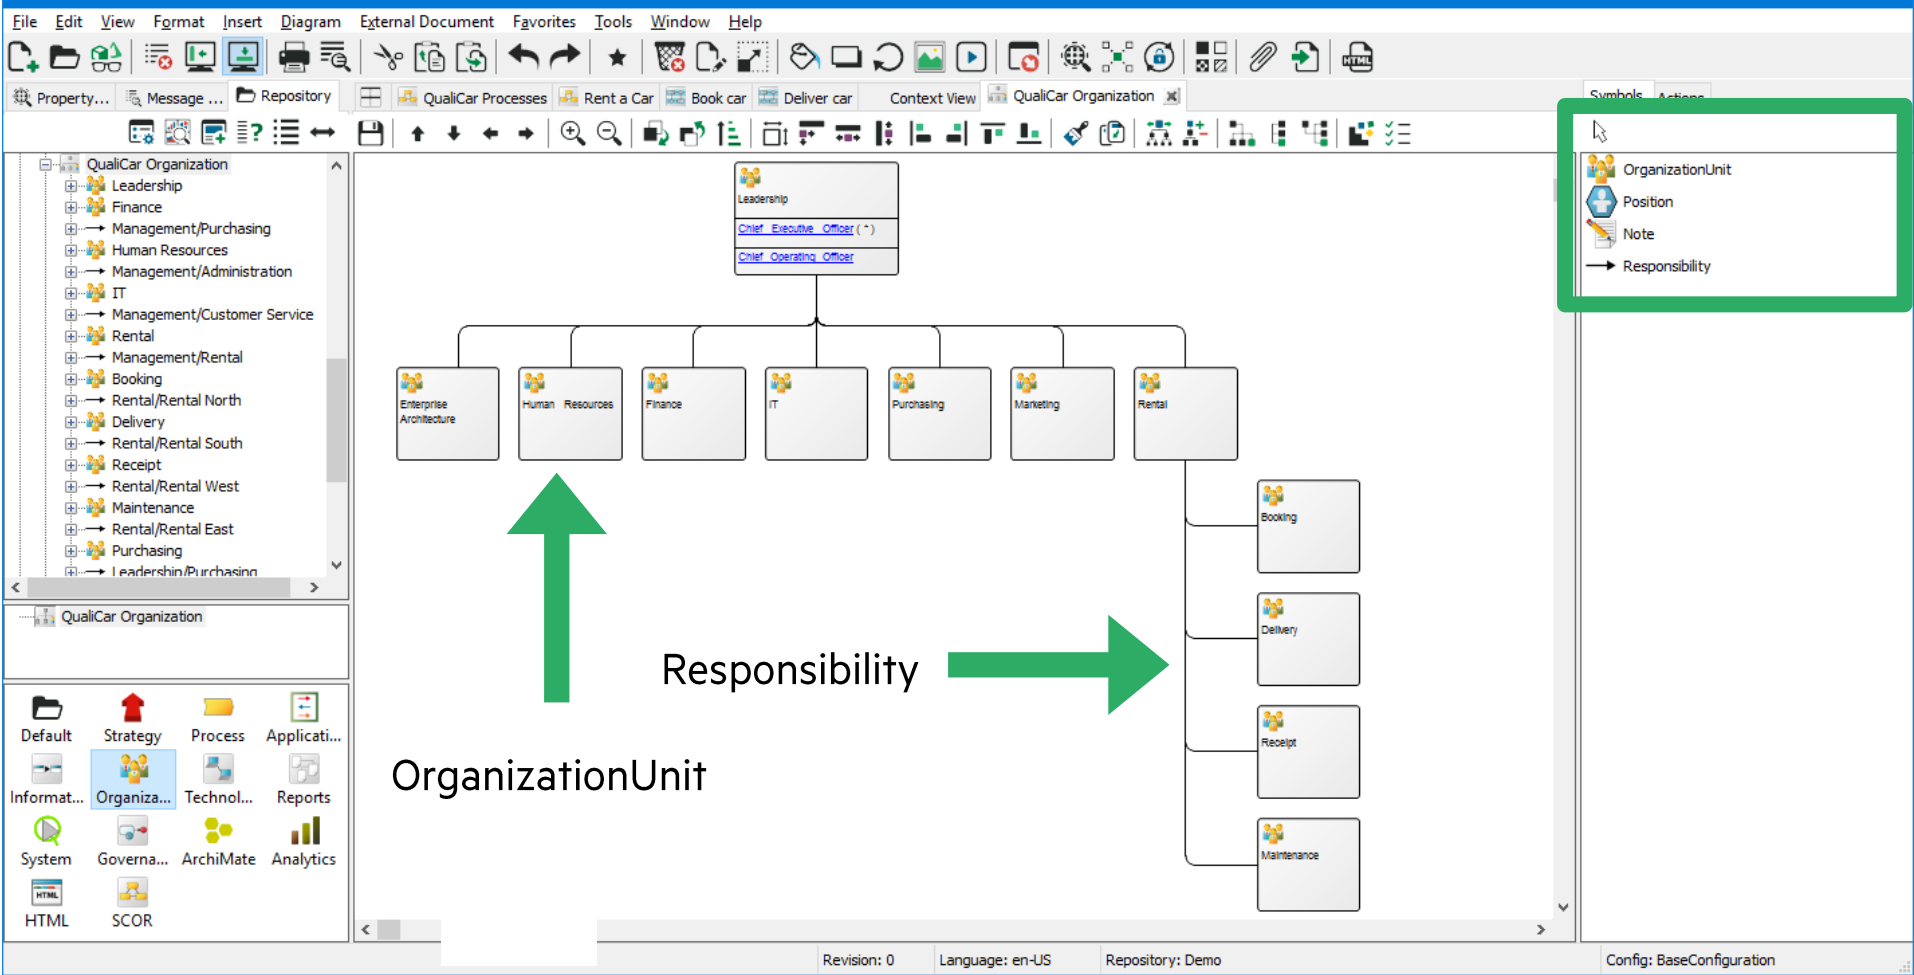 File Edit View Format Insert Diagram External Document Favorites Tools Window Help
HTML
Property... Message ... Repository QualiCar Processes Rent a Car Book car Deliver car Context View QualiCar Organization Symbols Actions
QualiCar Organization
Leadership
Finance
Management/Purchasing
Human Resources
Management/Administration
IT
Management/Customer Service
Rental
Management/Rental
Booking
Rental/Rental North
Delivery
Rental/Rental South
Receipt
Rental/Rental West
Maintenance
Rental/Rental East
Purchasing
Leadership/Purchasing
QualiCar Organization
Default Strategy Process Applicati...
Informat... Organiza... Technol... Reports
System Governa... ArchiMate Analytics
HTML
HTML SCOR
Leadership
Chief Executive Officer (*)
Chief Operating Officer
Enterprise
Architecture
Human Resources
Finance
IT
Purchasing
Marketing
Rental
Booking
Delivery
Receipt
Maintenance
Responsibility
OrganizationUnit
OrganizationUnit
Position
Note
Responsibility
Revision: 0 Language: en-US Repository: Demo Config: BaseConfiguration